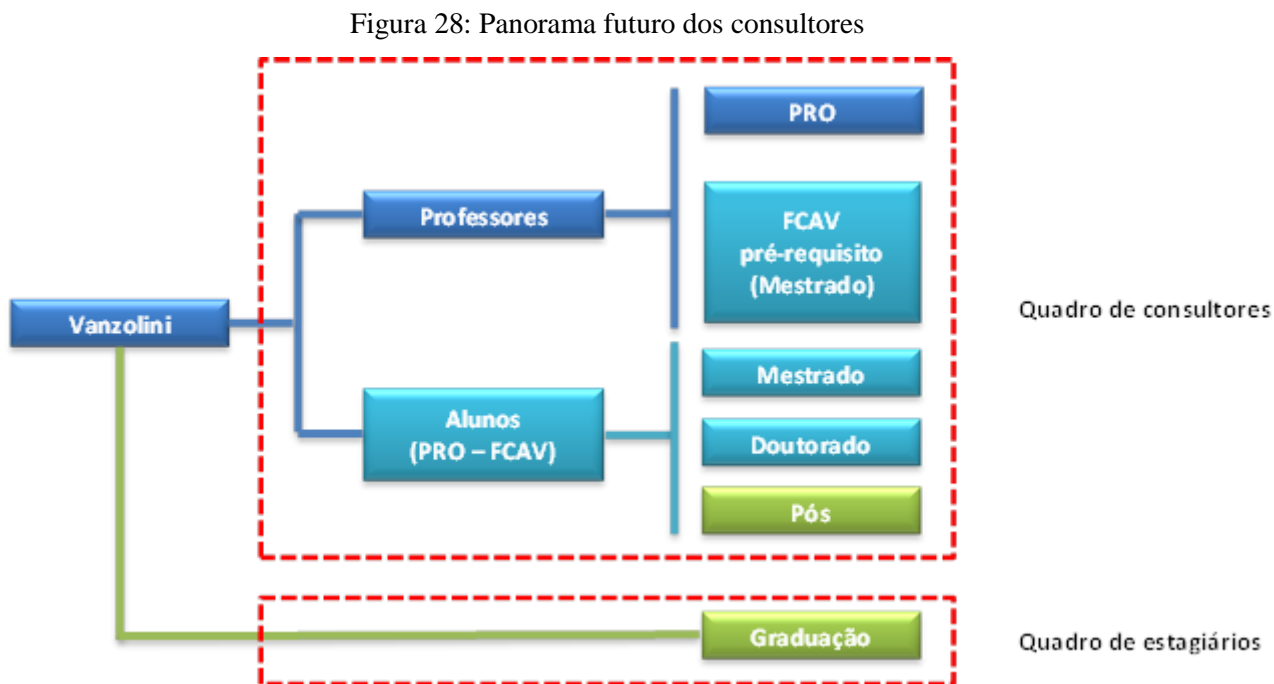 Figura 28: Panorama futuro dos consultores
PRO
Professores
FCAV
pré-requisito
(Mestrado)
Vanzolini
Quadro de consultores
Mestrado
Alunos
(PRO – FCAV)
Doutorado
Pós
Graduação
Quadro de estagiários